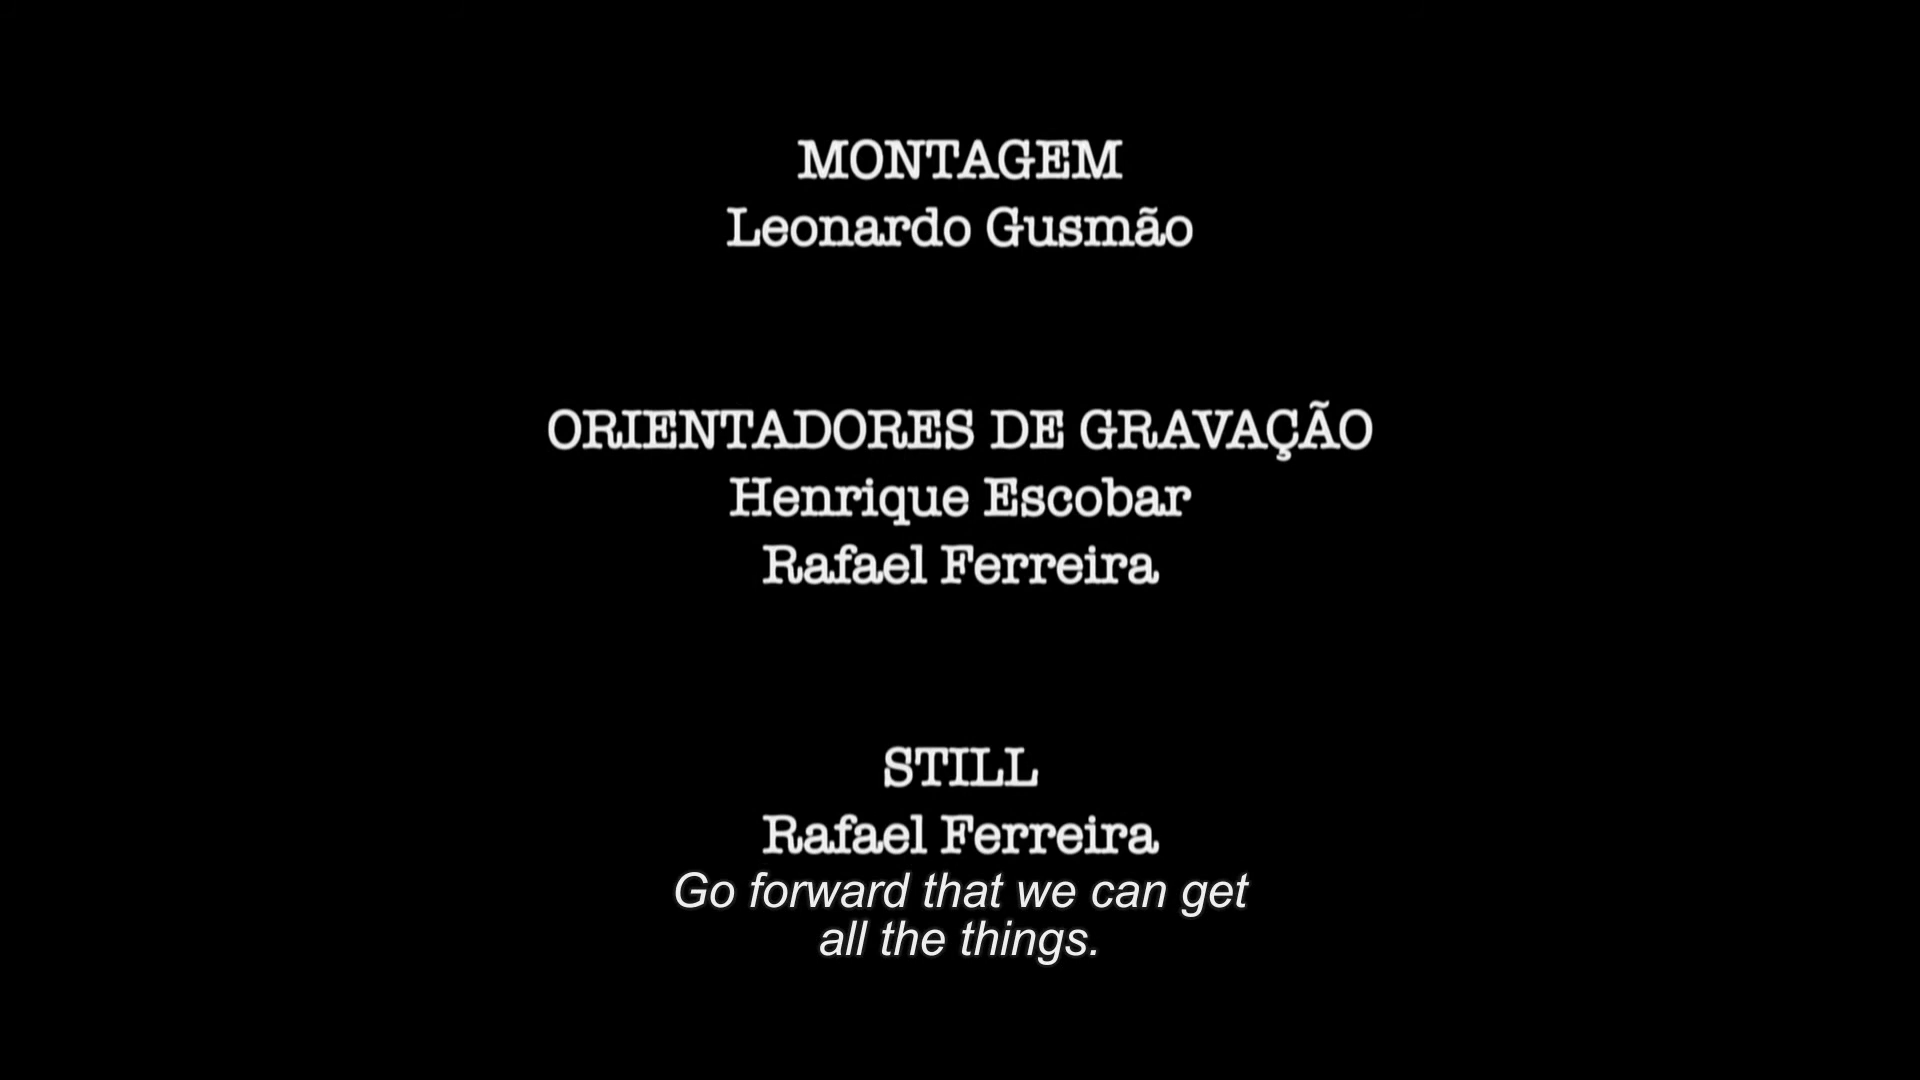 MONTAGEM
Leonardo Gusmão
ORIENTADORES DE GRAVAÇÃO
Henrique Escobar
Rafael Ferreira
STILL
Rafael Ferreira
Go forward that we can get
all the things.